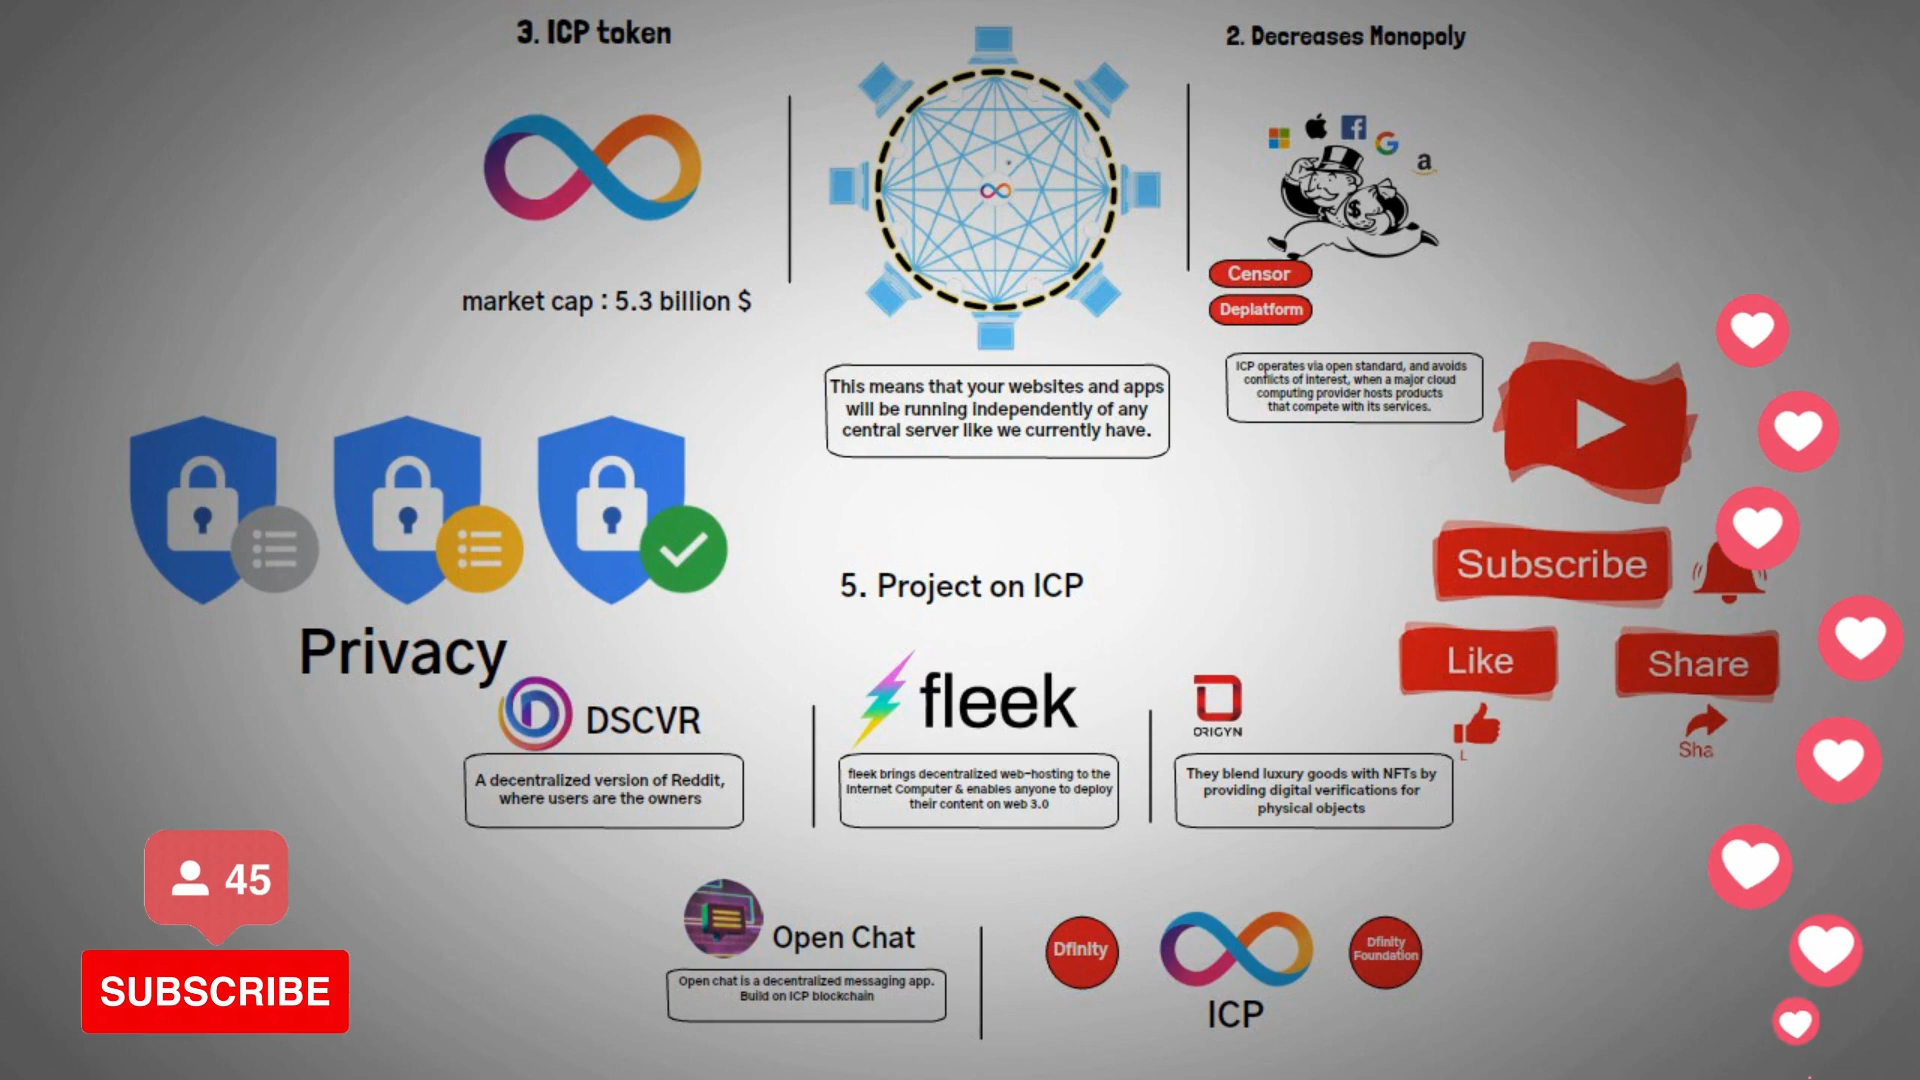 3. ICP token
market cap : 5.3 billion $
This means that your websites and apps
will be running independently of any
central server like we currently have.
2. Decreases Monopoly
a
Censor
Deplatform
ICP operates via open standard, and avoids
conflicts of interest, when a major cloud
computing provider hosts products
that compete with its services.
Privacy
5. Project on ICP
Subscribe
Like
Share
L
Sha
DSCVR
A decentralized version of Reddit,
where users are the owners
fleek
fleek brings decentralized web-hosting to the
Internet Computer & enables anyone to deploy
their content on web 3.0
ORIGYN
They blend luxury goods with NFTs by
providing digital verifications for
physical objects
45
SUBSCRIBE
Open Chat
Open chat is a decentralized messaging app.
Build on ICP blockchain
Dfinity
ICP
Dfinity
Foundation